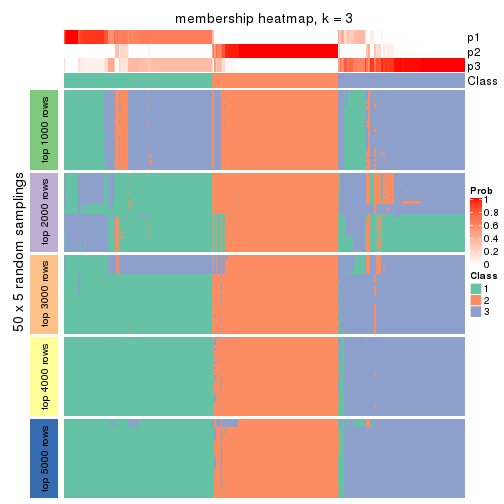 membership heatmap, k = 3
p1
p2
p3
Class
50 x 5 random samplings
top 1000 rows
top 2000 rows
top 3000 rows
top 4000 rows
top 5000 rows
Prob
1
0.8
0.6
0.4
0.2
0
Class
1
2
3